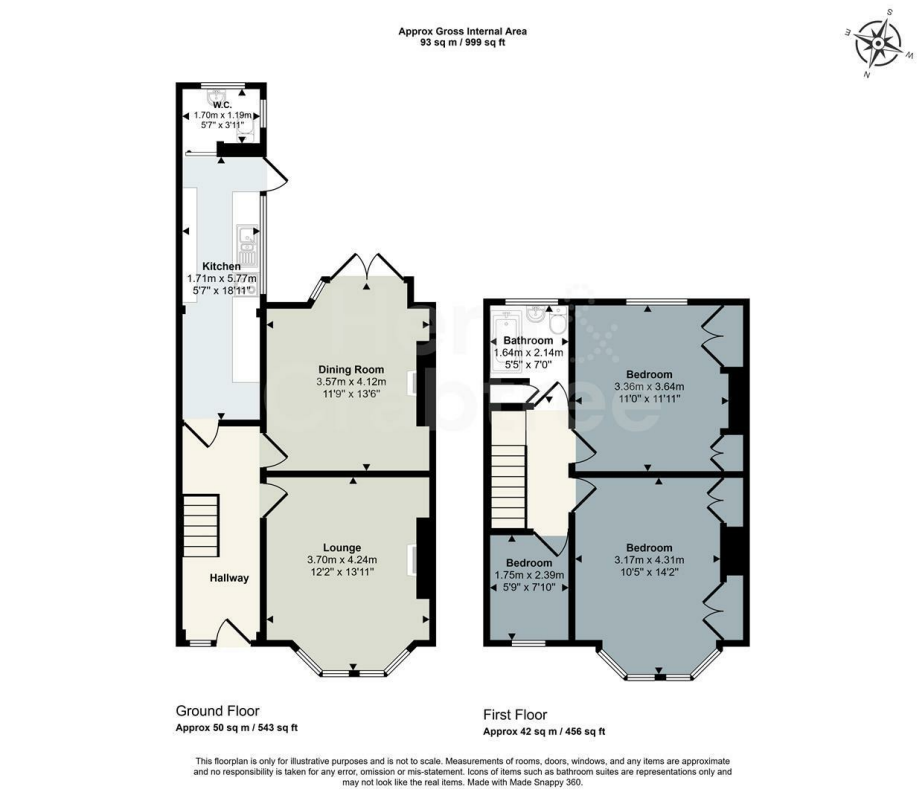 Approx Gross Internal Area
93 sq m / 999 sq ft
S
E
W
N
W.C.
1.70m x 1.19m
5'7" x 3'11"
Kitchen
1.71m x 5.77m
5'7" x 18'11"
Dining Room
3.57m x 4.12m
11'9" x 13'6"
Lounge
3.70m x 4.24m
12'2" x 13'11"
Hallway
Bathroom
1.64m x 2.14m
5'5" x 7'0"
Bedroom
3.36m x 3.64m
11'0" x 11'11"
Bedroom
3.17m x 4.31m
10'5" x 14'2"
Bedroom
1.75m x 2.39m
5'9" x 7'10"
Ground Floor
Approx 50 sq m / 543 sq ft
First Floor
Approx 42 sq m / 456 sq ft
This floorplan is only for illustrative purposes and is not to scale. Measurements of rooms, doors, windows, and any items are approximate
and no responsibility is taken for any error, omission or mis-statement. Icons of items such as bathroom suites are representations only and
may not look like the real items. Made with Made Snappy 360.